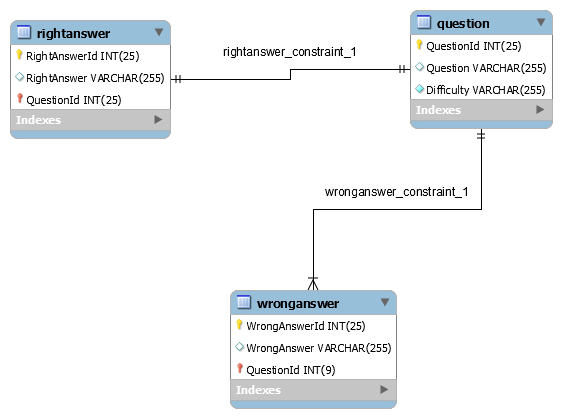 rightanswer
RightAnswerId INT(25)
RightAnswer VARCHAR(255)
QuestionId INT(25)
Indexes
rightanswer_constraint_1
question
QuestionId INT(25)
Question VARCHAR(255)
Difficulty VARCHAR(255)
Indexes
wronganswer_constraint_1
wronganswer
WrongAnswerId INT(25)
WrongAnswer VARCHAR(255)
QuestionId INT(9)
Indexes